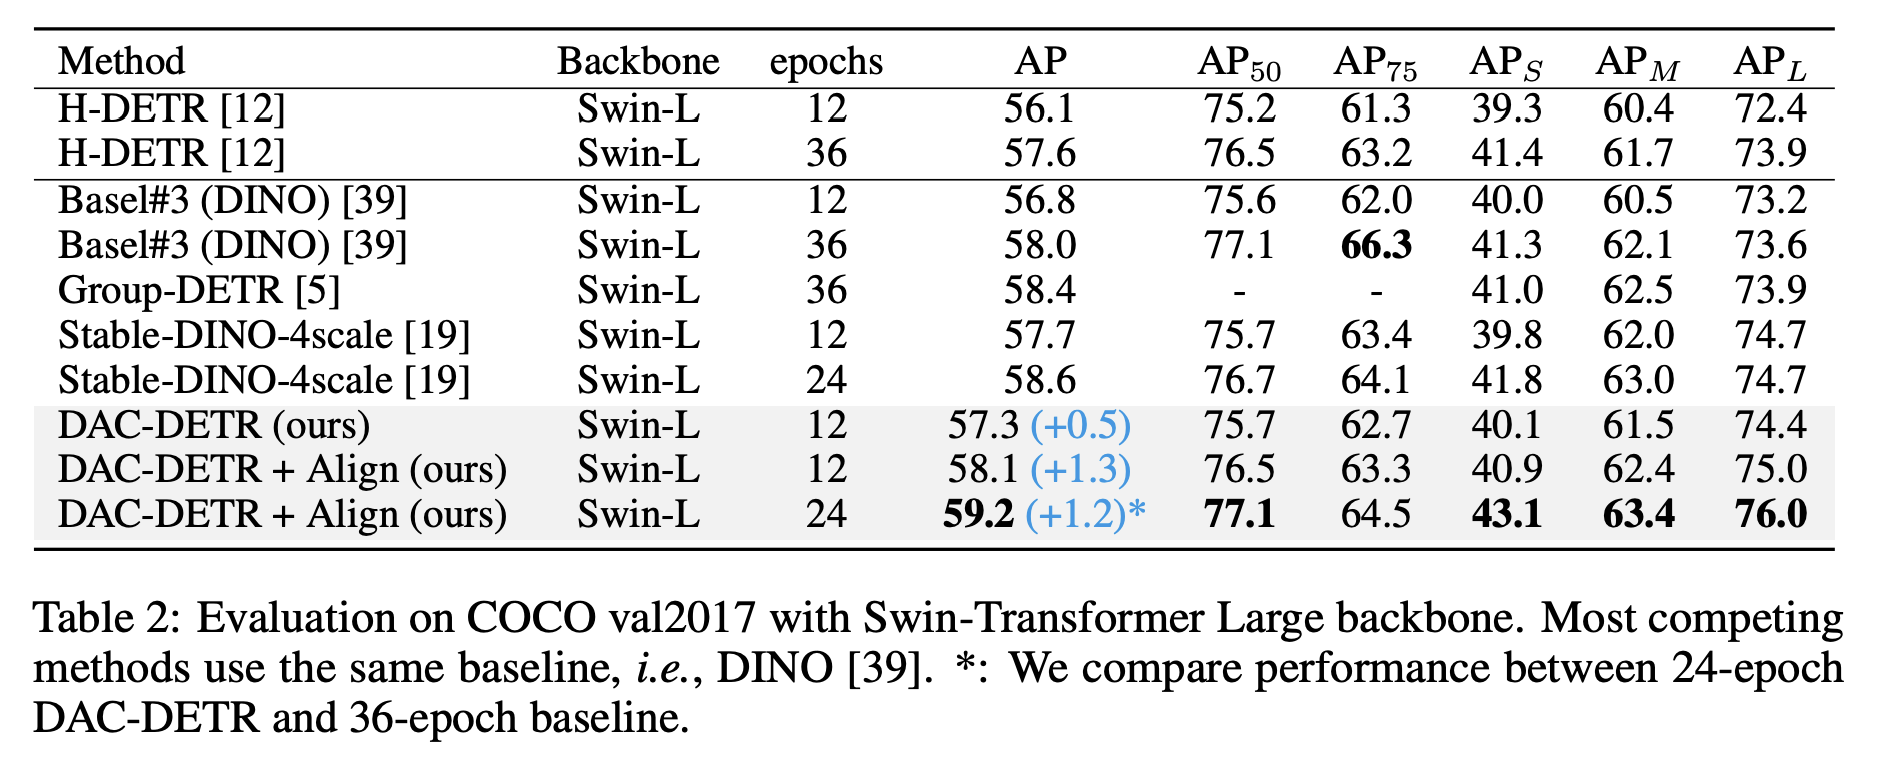 Method Backbone epochs AP AP50 AP75 APS APM APL
H-DETR [12] Swin-L 12 56.1 75.2 61.3 39.3 60.4 72.4
H-DETR [12] Swin-L 36 57.6 76.5 63.2 41.4 61.7 73.9
Basel#3 (DINO) [39] Swin-L 12 56.8 75.6 62.0 40.0 60.5 73.2
Basel#3 (DINO) [39] Swin-L 36 58.0 77.1 66.3 41.3 62.1 73.6
Group-DETR [5] Swin-L 36 58.4 - - 41.0 62.5 73.9
Stable-DINO-4scale [19] Swin-L 12 57.7 75.7 63.4 39.8 62.0 74.7
Stable-DINO-4scale [19] Swin-L 24 58.6 76.7 64.1 41.8 63.0 74.7
DAC-DETR (ours) Swin-L 12 57.3 (+0.5) 75.7 62.7 40.1 61.5 74.4
DAC-DETR + Align (ours) Swin-L 12 58.1 (+1.3) 76.5 63.3 40.9 62.4 75.0
DAC-DETR + Align (ours) Swin-L 24 59.2 (+1.2)* 77.1 64.5 43.1 63.4 76.0
Table 2: Evaluation on COCO val2017 with Swin-Transformer Large backbone. Most competing
methods use the same baseline, i.e., DINO [39]. *: We compare performance between 24-epoch
DAC-DETR and 36-epoch baseline.